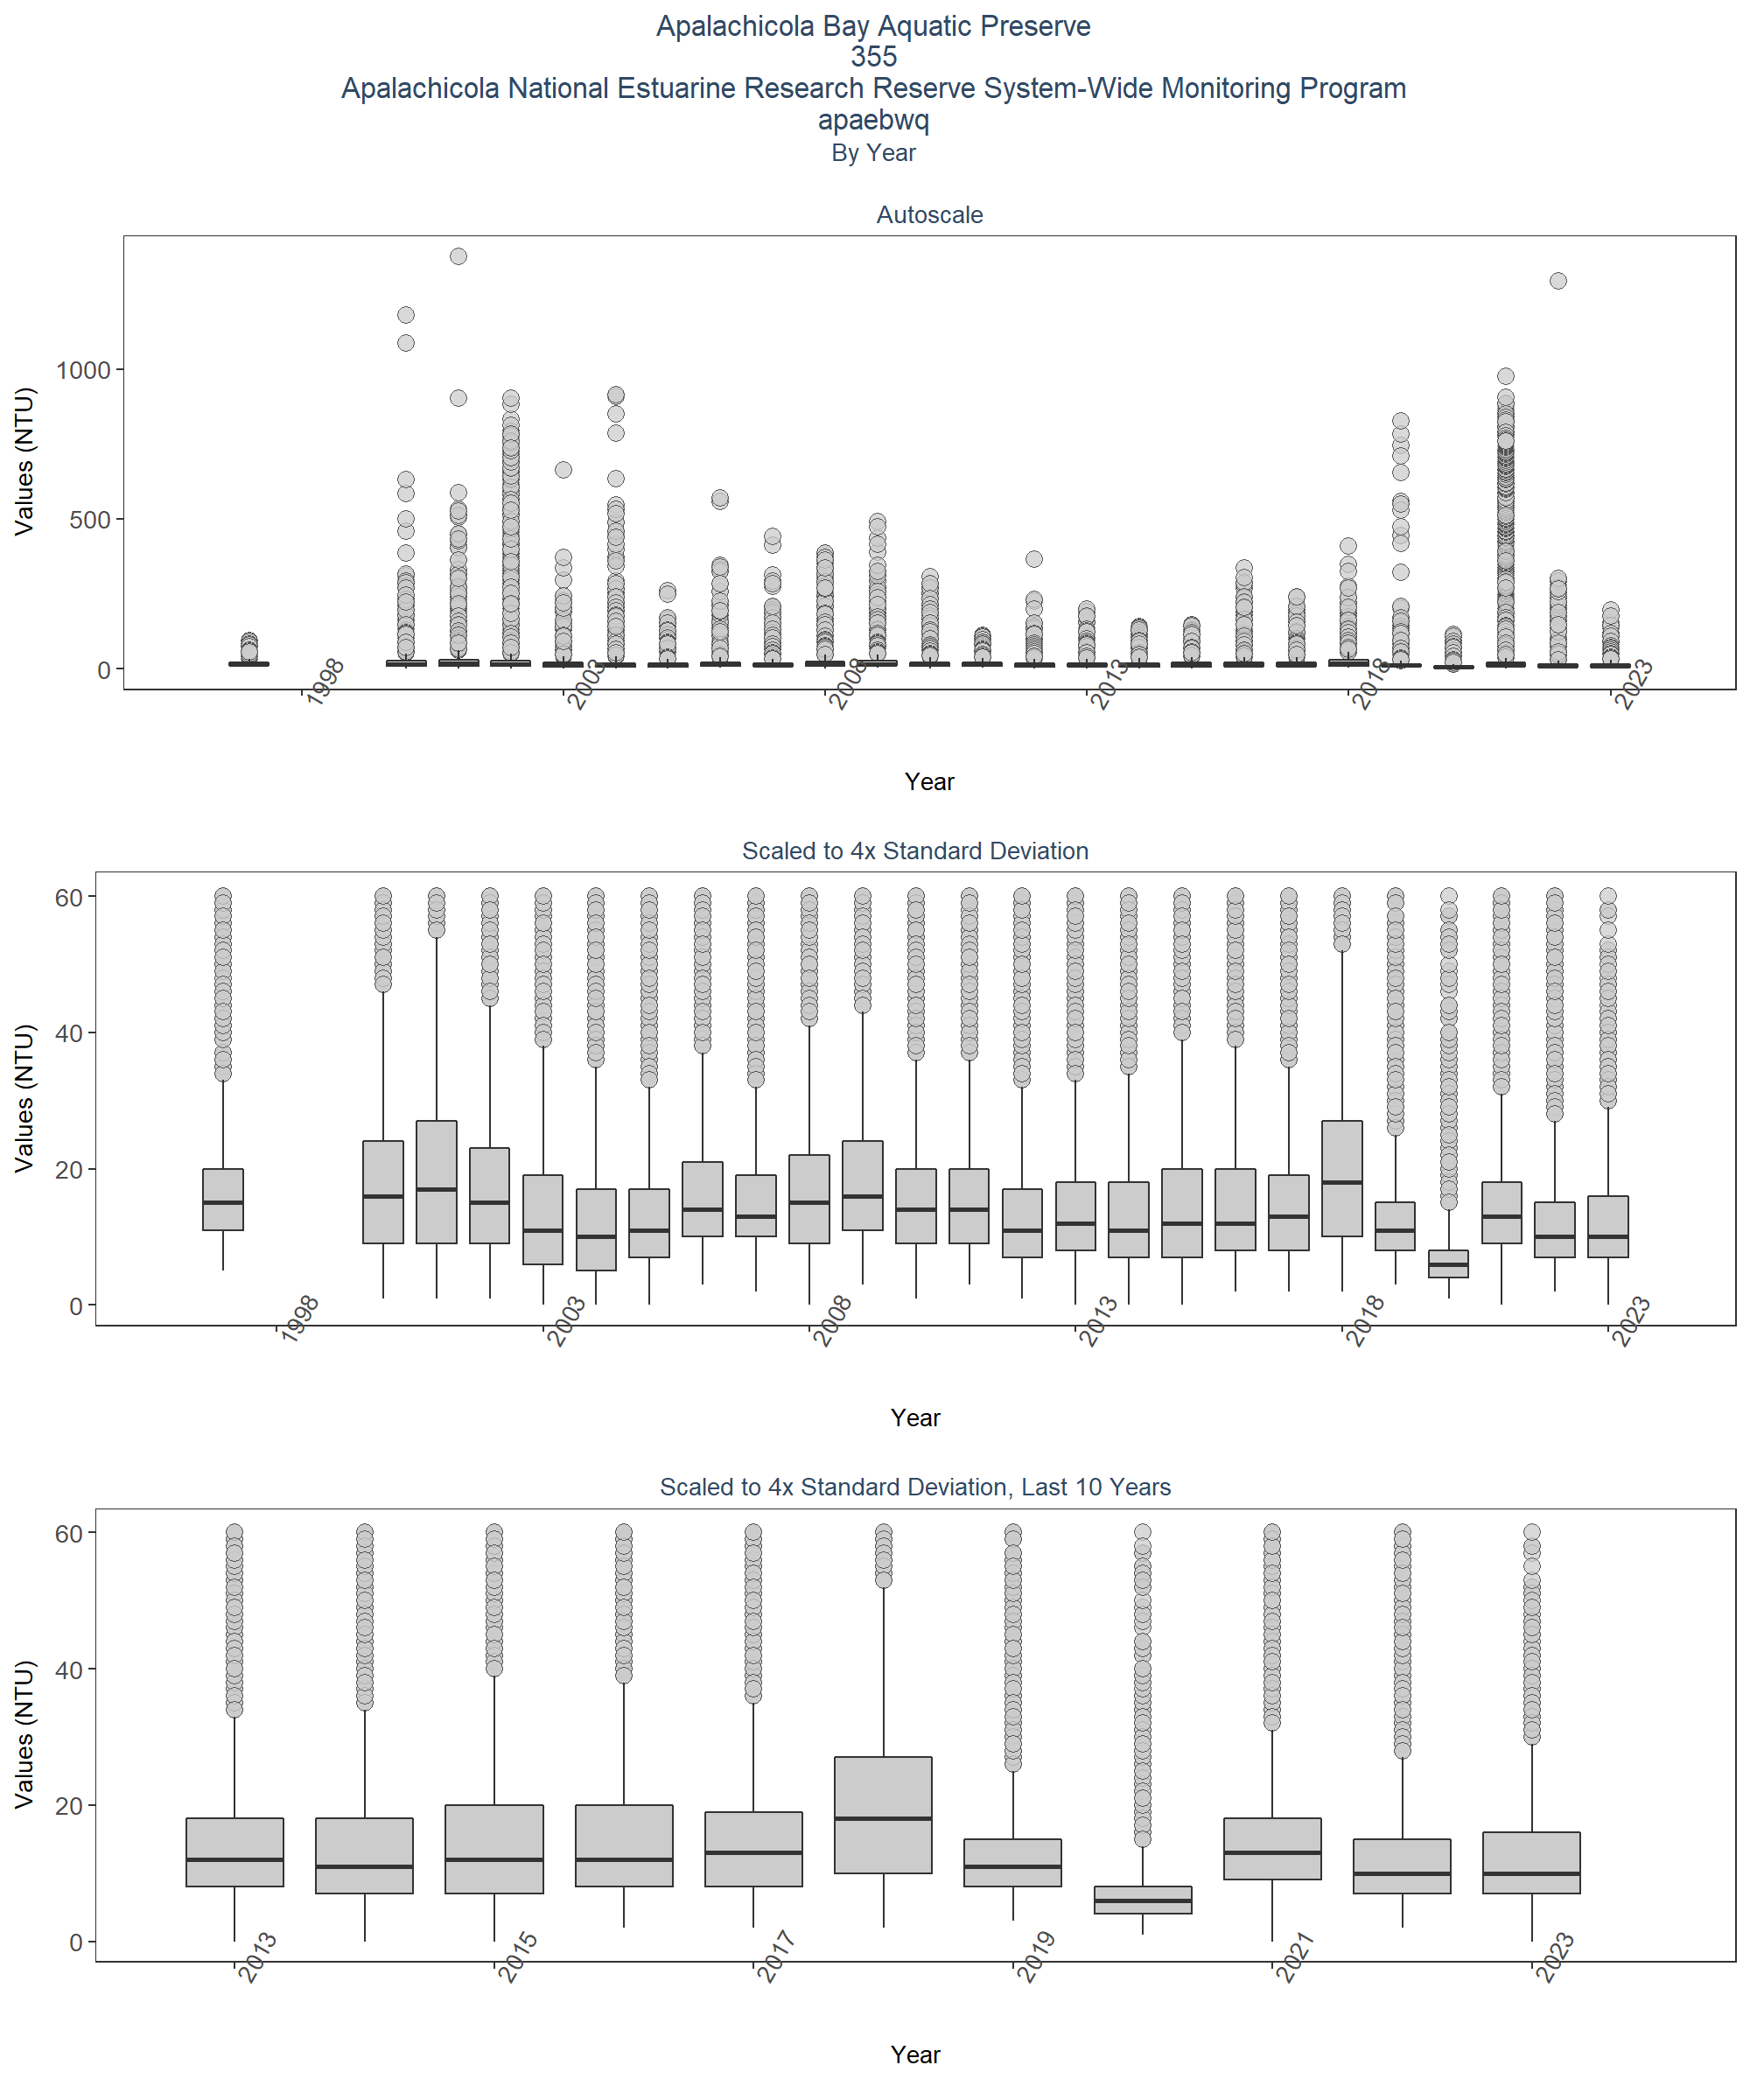 Apalachicola Bay Aquatic Preserve
355
Apalachicola National Estuarine Research Reserve System-Wide Monitoring Program
apaebwq
By Year
Autoscale
Values (NTU)
1000
500
0
1998 2003 2008 2013 2018 2023
Year
Scaled to 4x Standard Deviation
Values (NTU)
60
40
20
0
1998 2003 2008 2013 2018 2023
Year
Scaled to 4x Standard Deviation, Last 10 Years
Values (NTU)
60
40
20
0
2013 2015 2017 2019 2021 2023
Year